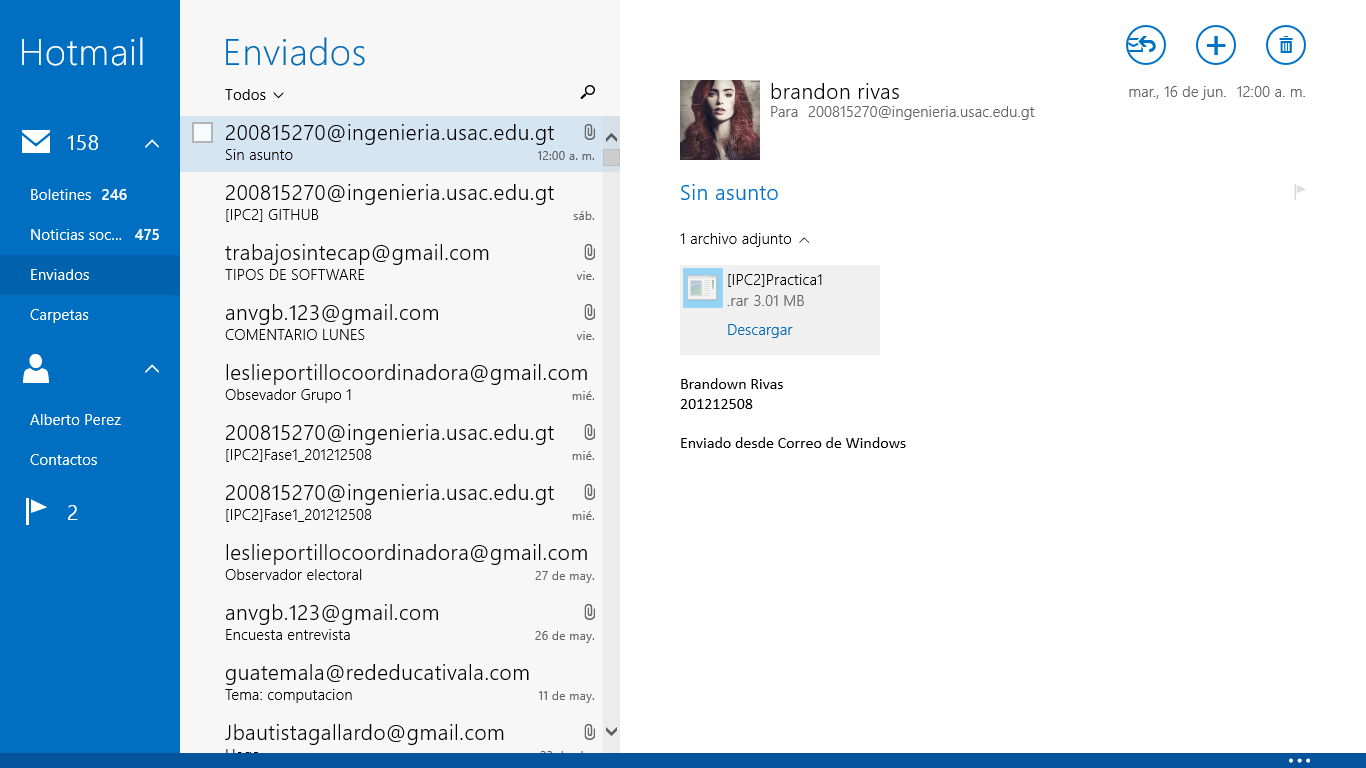 Hotmail
158
Boletines 246
Noticias soc... 475
Enviados
Carpetas
Alberto Perez
Contactos
2
Enviados
Todos
200815270@ingenieria.usac.edu.gt
Sin asunto 12:00 a. m.
200815270@ingenieria.usac.edu.gt
[IPC2] GITHUB sáb.
trabajosintecap@gmail.com
TIPOS DE SOFTWARE vie.
anvgb.123@gmail.com
COMENTARIO LUNES vie.
leslieportillocoordinadora@gmail.com
Obsevador Grupo 1 mié.
200815270@ingenieria.usac.edu.gt
[IPC2]Fase1_201212508 mié.
200815270@ingenieria.usac.edu.gt
[IPC2]Fase1_201212508 mié.
leslieportillocoordinadora@gmail.com
Observador electoral 27 de may.
anvgb.123@gmail.com
Encuesta entrevista 26 de may.
guatemala@rededucativala.com
Tema: computacion 11 de may.
Jbautistagallardo@gmail.com
brandon rivas mar., 16 de jun. 12:00 a. m.
Para 200815270@ingenieria.usac.edu.gt
Sin asunto
1 archivo adjunto
[IPC2]Practica1
.rar 3.01 MB
Descargar
Brandown Rivas
201212508
Enviado desde Correo de Windows